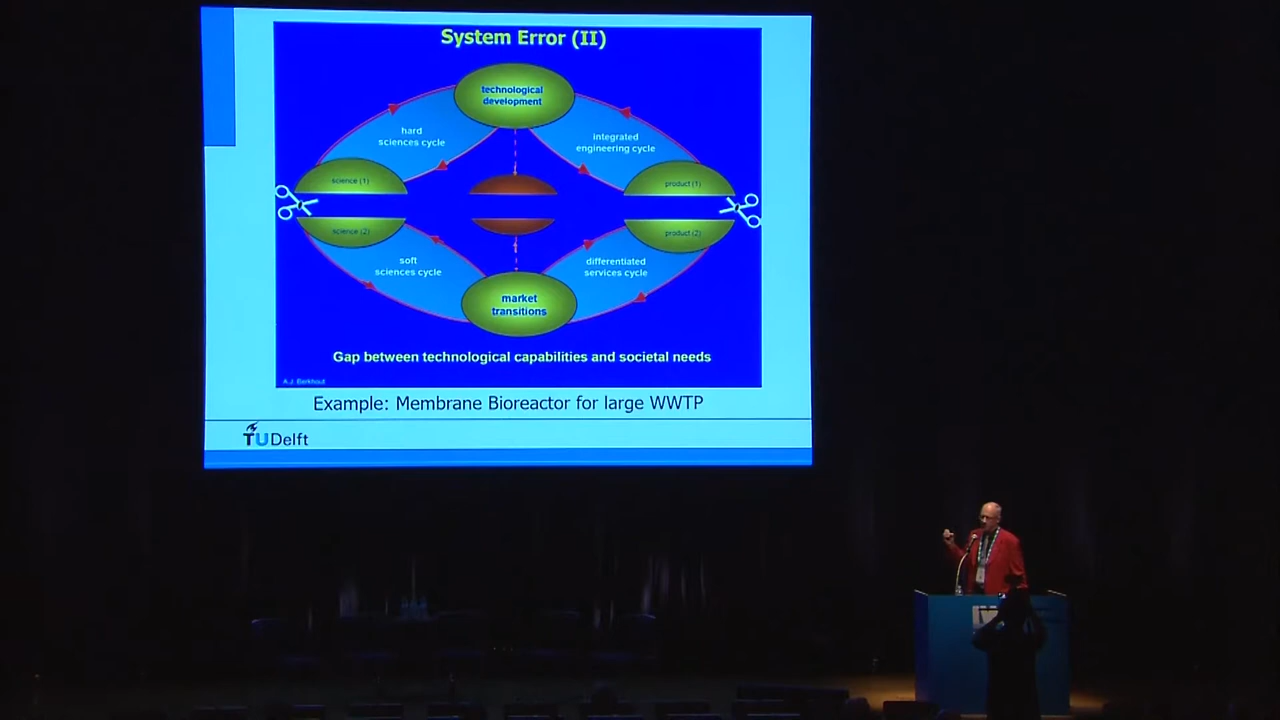 System Error (II)
technological
development
hard
sciences cycle
integrated
engineering cycle
science (1)
product (1)
science (2)
product (2)
soft
sciences cycle
differentiated
services cycle
market
transitions
Gap between technological capabilities and societal needs
A.J. Berkhout
Example: Membrane Bioreactor for large WWTP
TUDelft